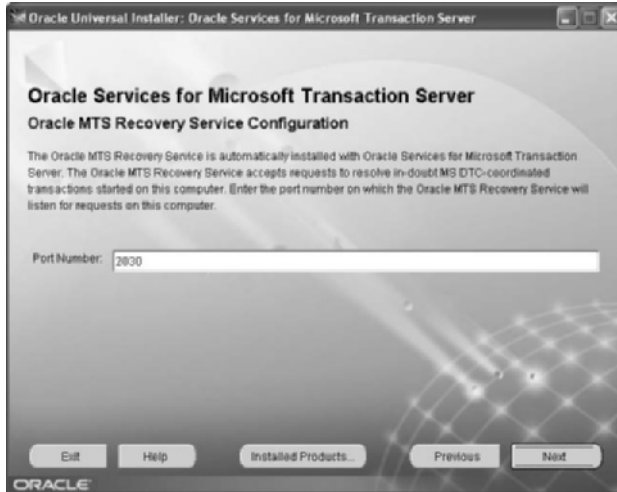 Oracle Universal Installer: Oracle Services for Microsoft Transaction Server
Oracle Services for Microsoft Transaction Server
Oracle MTS Recovery Service Configuration
The Oracle MTS Recovery Service is automatically installed with Oracle Services for Microsoft Transaction
Server. The Oracle MTS Recovery Service accepts requests to resolve in-doubt MS DTC-coordinated
transactions started on this computer. Enter the port number on which the Oracle MTS Recovery Service will
listen for requests on this computer.
Port Number: 2030
Exit Help Installed Products... Previous Next
ORACLE